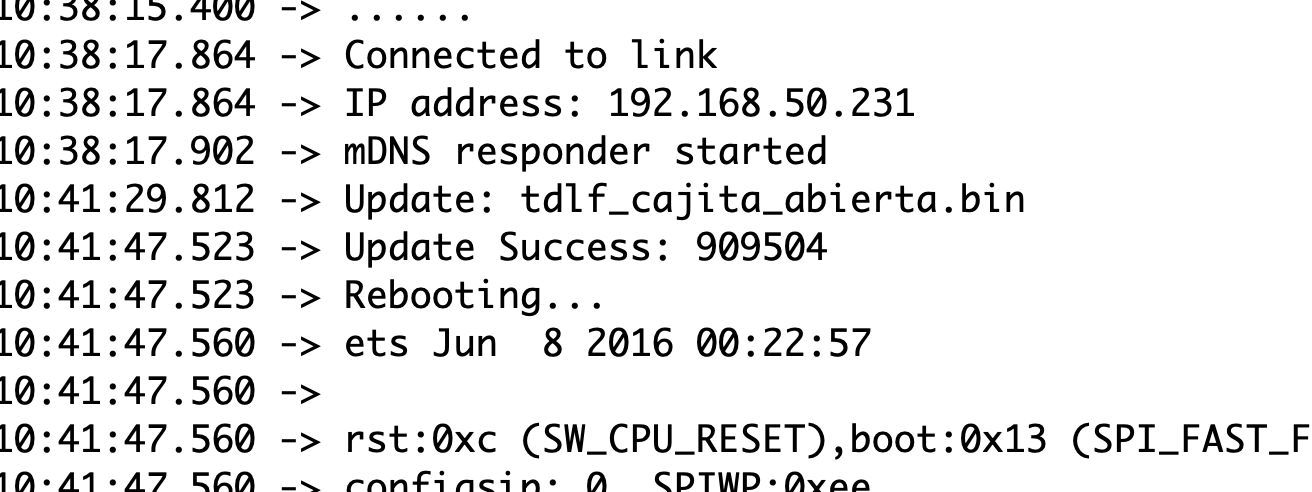 10:38:15.400 -> ......
10:38:17.864 -> Connected to link
10:38:17.864 -> IP address: 192.168.50.231
10:38:17.902 -> mDNS responder started
10:41:29.812 -> Update: tdlf_cajita_abierta.bin
10:41:47.523 -> Update Success: 909504
10:41:47.523 -> Rebooting...
10:41:47.560 -> ets Jun  8 2016 00:22:57
10:41:47.560 ->
10:41:47.560 -> rst:0xc (SW_CPU_RESET),boot:0x13 (SPI_FAST_F
10:41:47.560 -> configsip: 0, SPIWP:0xee